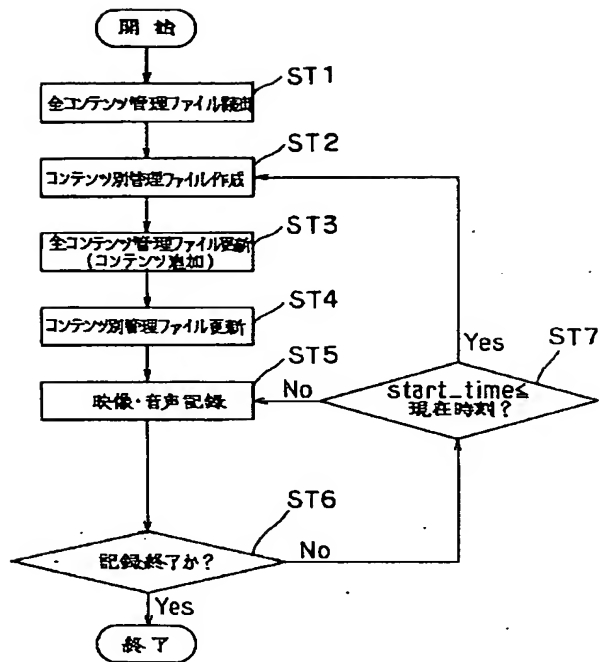 開始
ST1
全コンテンツ管理ファイル読出
ST2
コンテンツ別管理ファイル作成
ST3
全コンテンツ管理ファイル更新
(コンテンツ追加)
ST4
コンテンツ別管理ファイル更新
ST5
映像・音声記録
No
Yes
ST7
start_time≦
現在時刻?
ST6
記録終了か?
No
Yes
終了